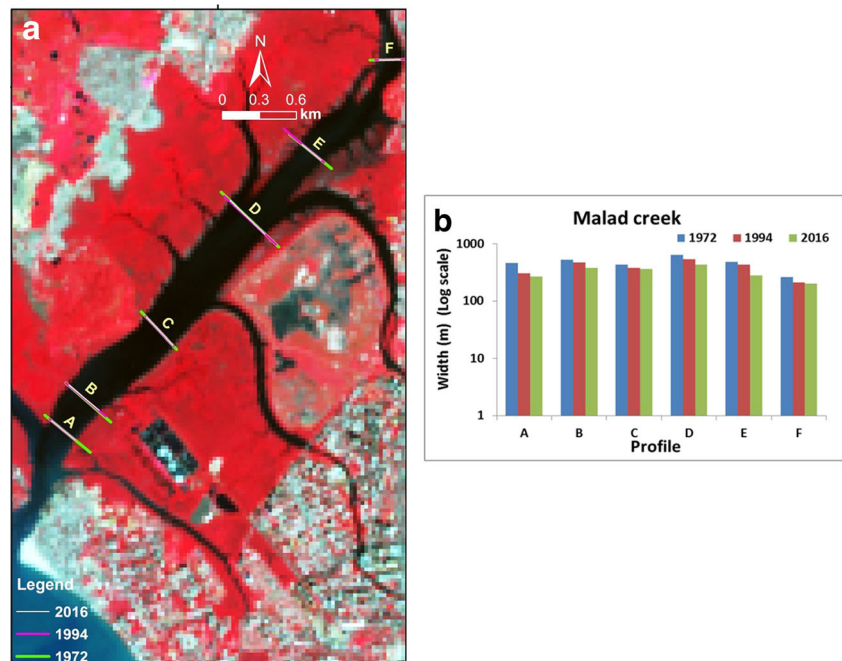 a
N
0 0.3 0.6
km
F
E
D
C
B
A
Legend
2016
1994
1972
b
Malad creek
1972 1994 2016
Width (m) (Log scale)
1000
100
10
1
A B C D E F
Profile